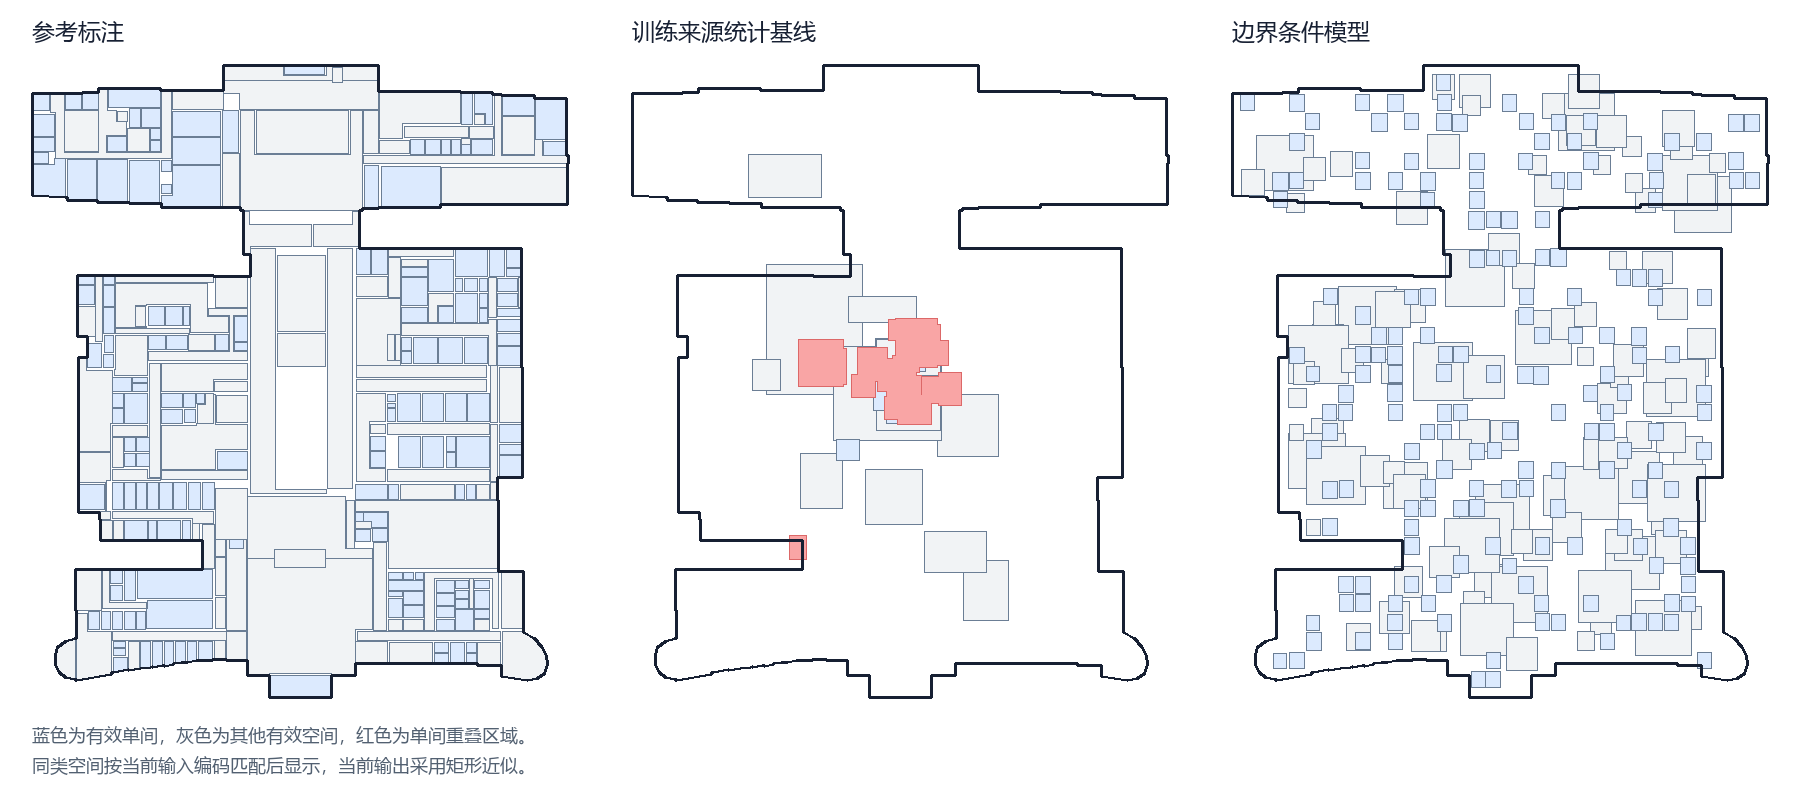 参考标注
训练来源统计基线
边界条件模型
蓝色为有效单间，灰色为其他有效空间，红色为单间重叠区域。
同类空间按当前输入编码匹配后显示，当前输出采用矩形近似。